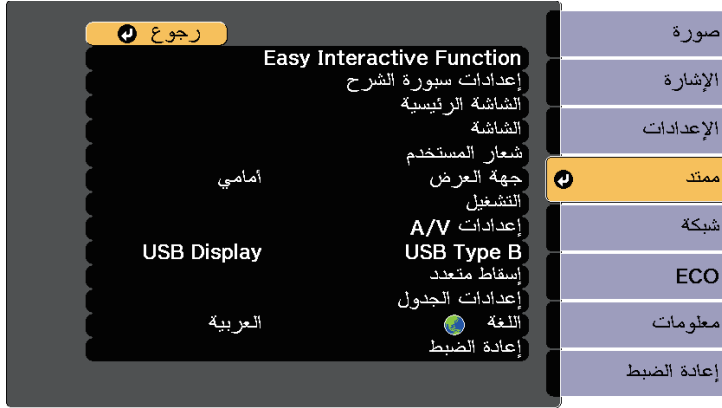 صورة
الإشارة
الإعدادات
ممتد
شبكة
ECO
معلومات
إعادة الضبط
رجوع
Easy Interactive Function
إعدادات سبورة الشرح
الشاشة الرئيسية
الشاشة
شعار المستخدم
جهة العرض أمامي
التشغيل
إعدادات A/V
USB Type B USB Display
إسقاط متعدد
إعدادات الجدول
اللغة العربية
إعادة الضبط